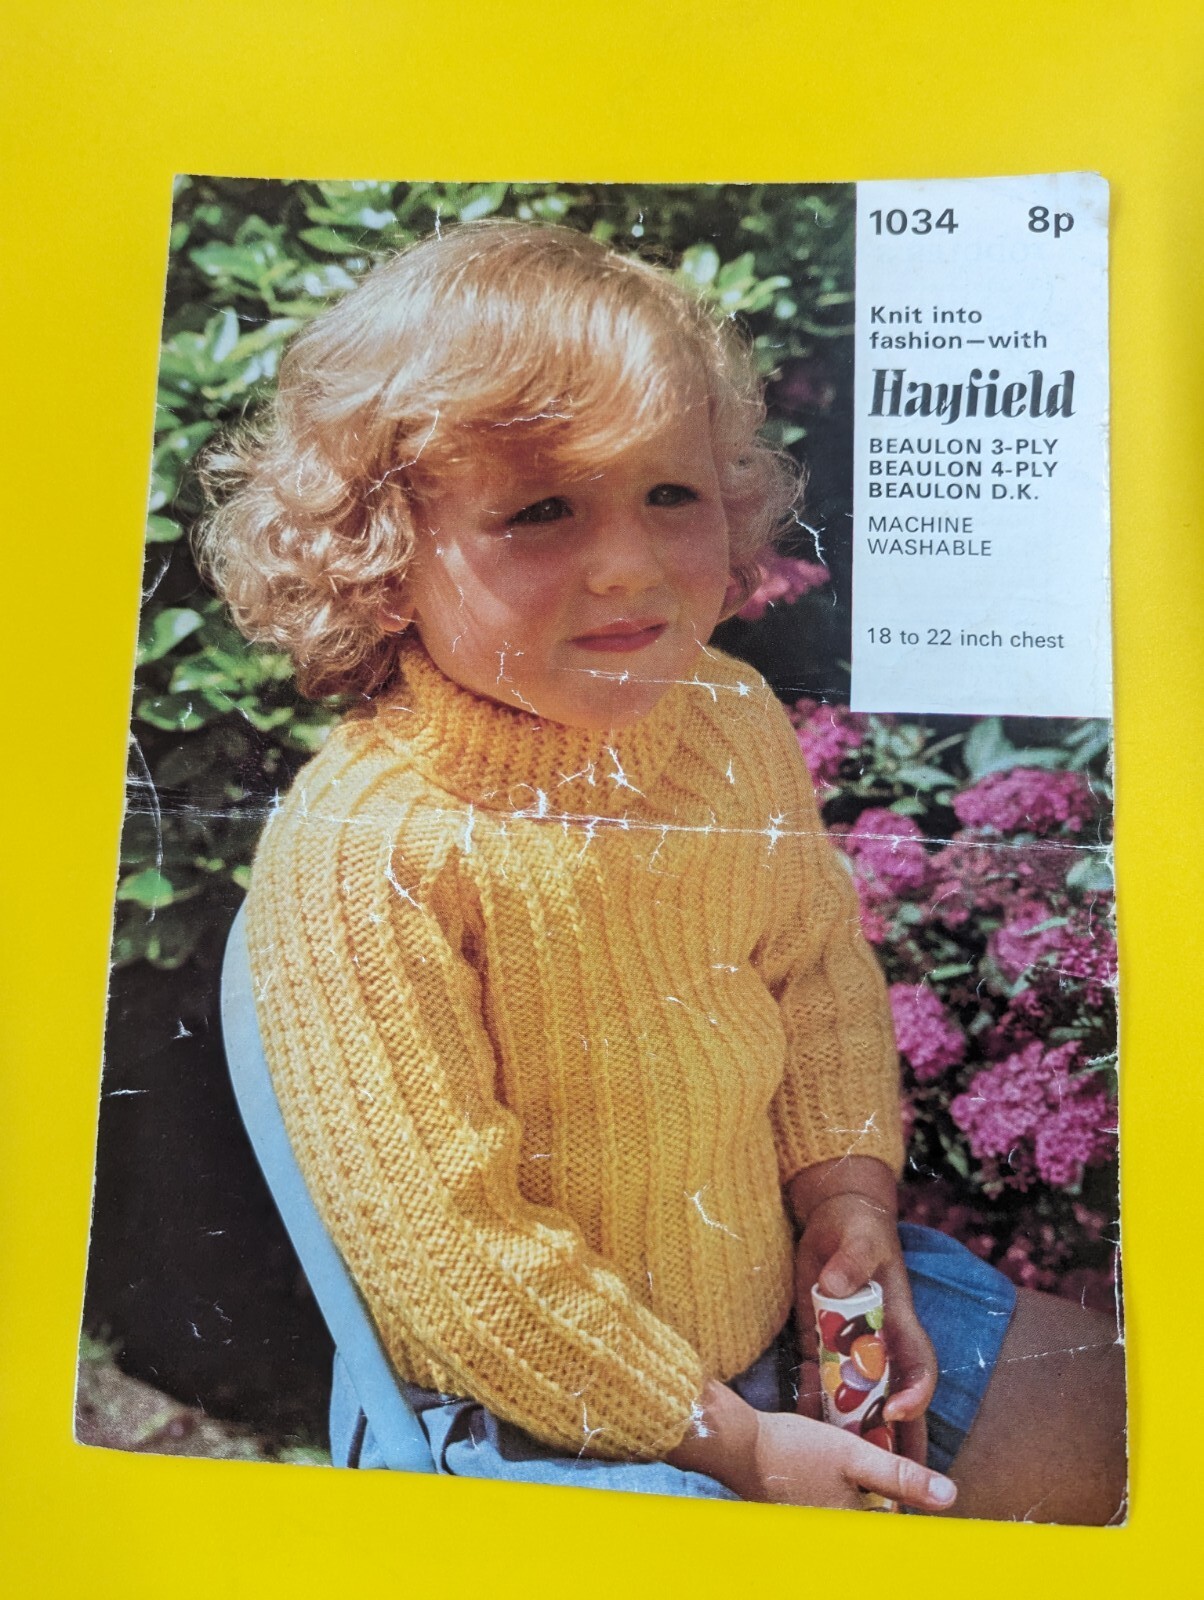 1034 8p
Knit into
fashion—with
Hayfield
BEAULON 3-PLY
BEAULON 4-PLY
BEAULON D.K.
MACHINE
WASHABLE
18 to 22 inch chest